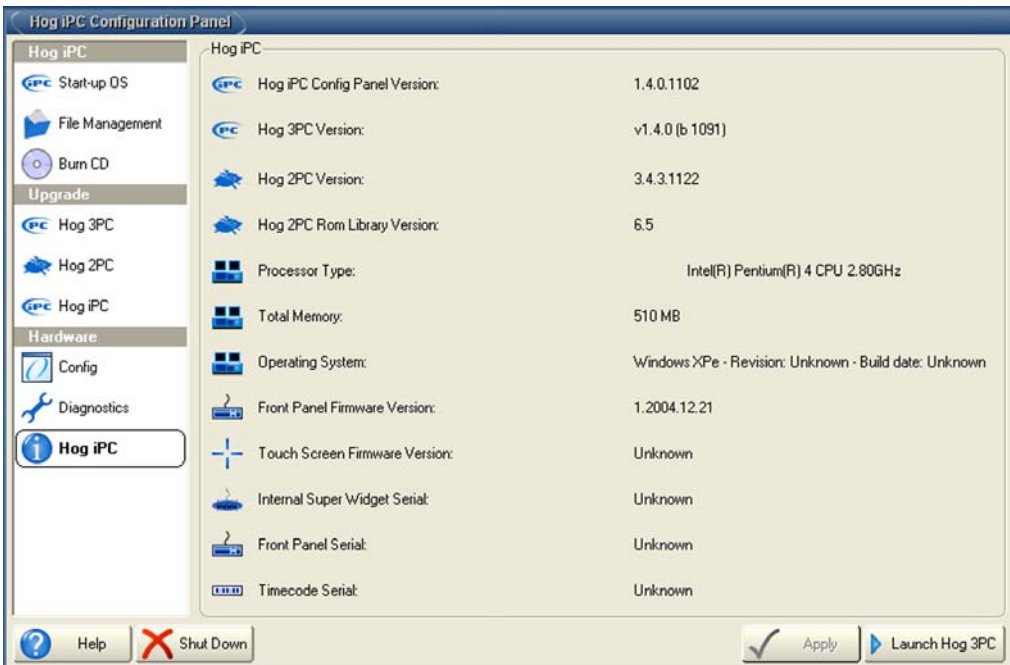 Hog iPC Configuration Panel
Hog iPC
iPC Start-up OS
File Management
Burn CD
Upgrade
PC Hog 3PC
Hog 2PC
iPC Hog iPC
Hardware
Config
Diagnostics
i Hog iPC
Hog iPC
iPC Hog iPC Config Panel Version: 1.4.0.1102
PC Hog 3PC Version: v1.4.0 (b 1091)
Hog 2PC Version: 3.4.3.1122
Hog 2PC Rom Library Version: 6.5
Processor Type: Intel(R) Pentium(R) 4 CPU 2.80GHz
Total Memory: 510 MB
Operating System: Windows XPe - Revision: Unknown - Build date: Unknown
Front Panel Firmware Version: 1.2004.12.21
Touch Screen Firmware Version: Unknown
Internal Super Widget Serial: Unknown
Front Panel Serial: Unknown
Timecode Serial: Unknown
? Help
Shut Down
Apply
Launch Hog 3PC